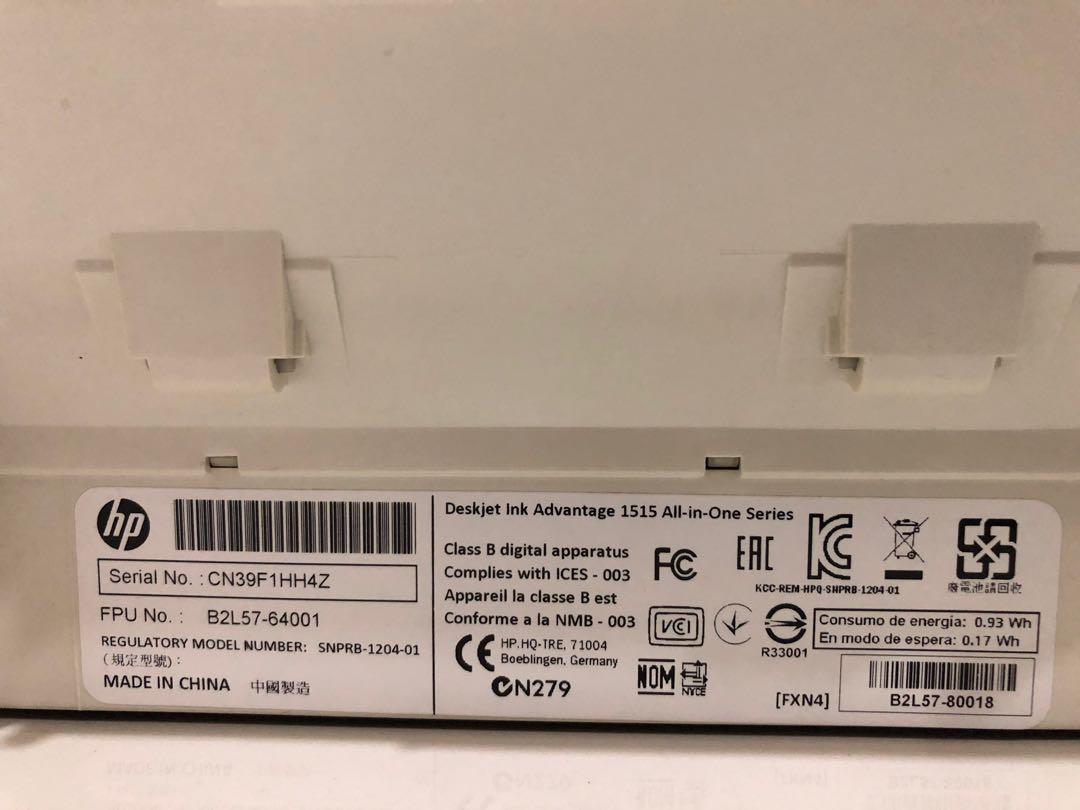 hp
Serial No. : CN39F1HH4Z
FPU No. : B2L57-64001
REGULATORY MODEL NUMBER: SNPRB-1204-01
(規定型號):
MADE IN CHINA 中國製造
Deskjet Ink Advantage 1515 All-in-One Series
Class B digital apparatus
Complies with ICES - 003
Appareil la classe B est
Conforme a la NMB - 003
FC
EAC
KCC-REM-HPQ-SNPRB-1204-01
廢電池請回收
CE
HP.HQ-TRE, 71004
Boeblingen, Germany
N279
VCI
R33001
Consumo de energía: 0.93 Wh
En modo de espera: 0.17 Wh
NOM
NYCE
[FXN4]
B2L57-80018